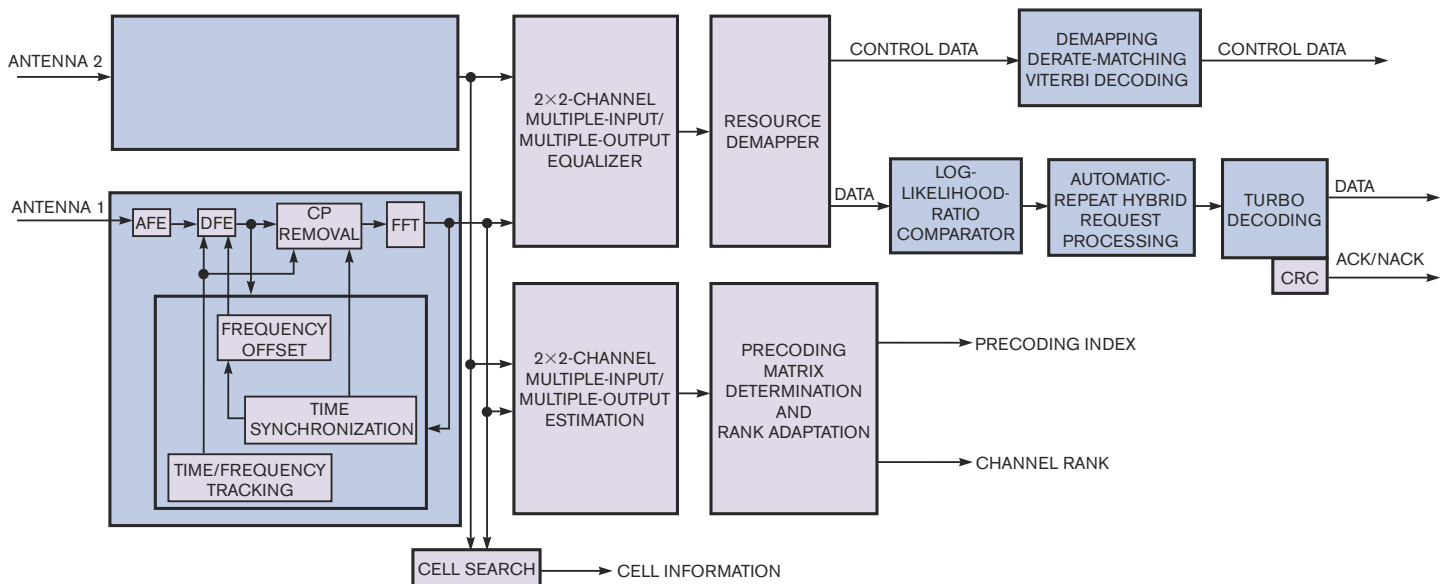 ANTENNA 2
2×2-CHANNEL
MULTIPLE-INPUT/
MULTIPLE-OUTPUT
EQUALIZER
RESOURCE
DEMAPPER
CONTROL DATA
DEMAPPING
DERATE-MATCHING
VITERBI DECODING
CONTROL DATA
DATA
LOG-
LIKELIHOOD-
RATIO
COMPARATOR
AUTOMATIC-
REPEAT HYBRID
REQUEST
PROCESSING
TURBO
DECODING
DATA
CRC
ACK/NACK
ANTENNA 1
AFE
DFE
CP
REMOVAL
FFT
FREQUENCY
OFFSET
TIME
SYNCHRONIZATION
TIME/FREQUENCY
TRACKING
2×2-CHANNEL
MULTIPLE-INPUT/
MULTIPLE-OUTPUT
ESTIMATION
PRECODING
MATRIX
DETERMINATION
AND
RANK ADAPTATION
PRECODING INDEX
CHANNEL RANK
CELL SEARCH
CELL INFORMATION